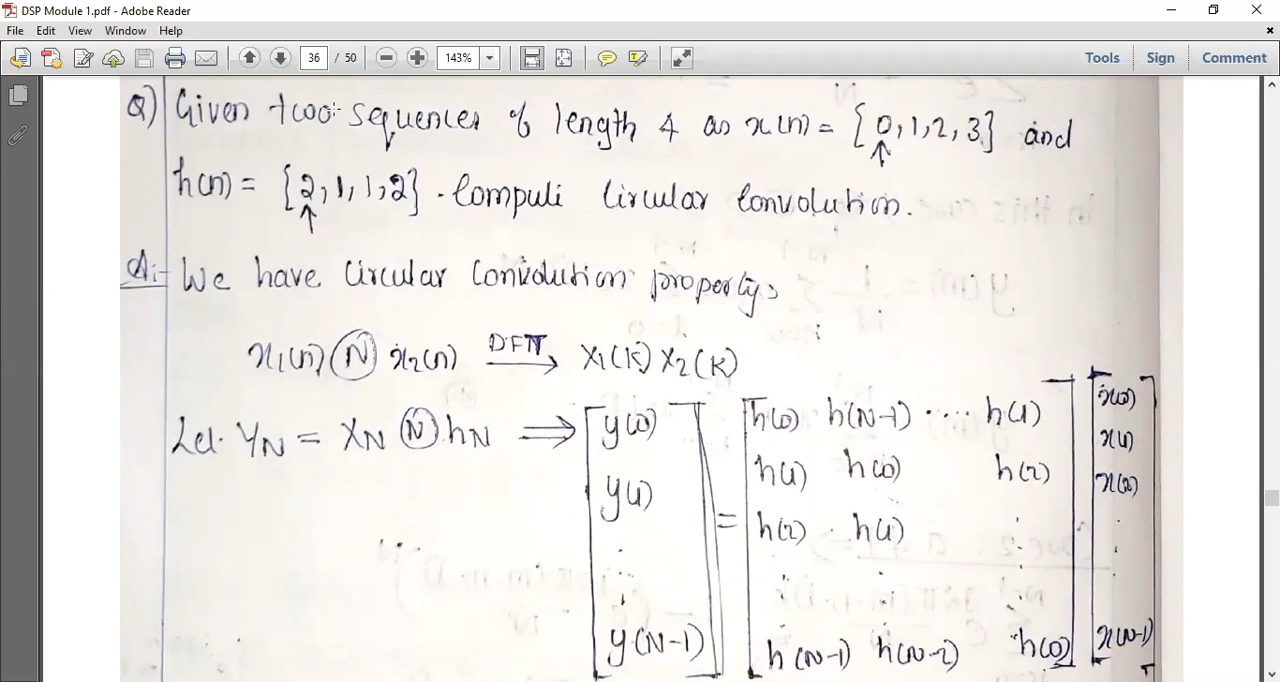 DSP Module 1.pdf - Adobe Reader
File Edit View Window Help
36 / 50 143% Tools Sign Comment
Q) Given two sequences of length 4 as x(n) = {0, 1, 2, 3} and
↑
h(n) = {2, 1, 1, 2} . Compute Circular Convolution.
↑
A:- We have Circular Convolution property,
x1(n) Ⓝ x2(n) DFT → X1(K) X2(K)
Let YN = XN Ⓝ hN ⟹ [y(0) = [h(0) h(N-1) ..... h(1)] [x(0)
y(1) h(1) h(0) h(2) x(1)
h(2) h(1) x(2)
y(N-1)] h(N-1) h(N-2) h(0)] x(N-1)]